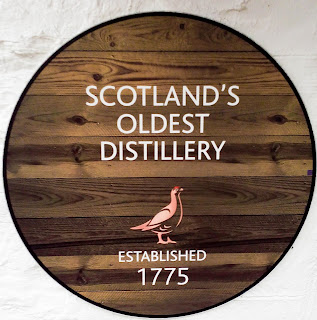 SCOTLAND'S
OLDEST
DISTILLERY
ESTABLISHED
1775